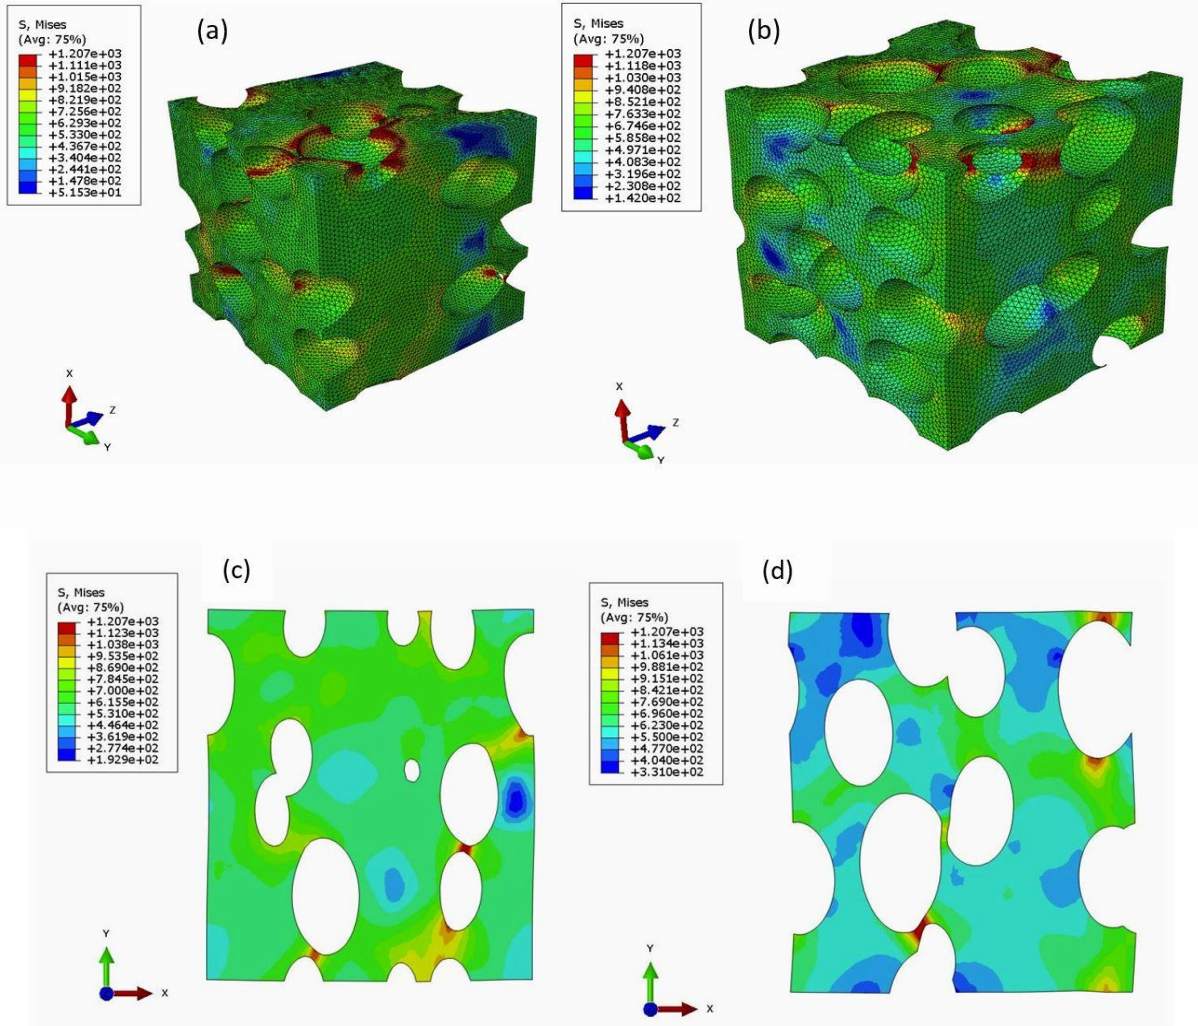 (a)
S, Mises
(Avg: 75%)
+1.207e+03
+1.111e+03
+1.015e+03
+9.182e+02
+8.219e+02
+7.256e+02
+6.293e+02
+5.330e+02
+4.367e+02
+3.404e+02
+2.441e+02
+1.478e+02
+5.153e+01
X
Z
Y
(b)
S, Mises
(Avg: 75%)
+1.207e+03
+1.118e+03
+1.030e+03
+9.408e+02
+8.521e+02
+7.633e+02
+6.746e+02
+5.858e+02
+4.971e+02
+4.083e+02
+3.196e+02
+2.308e+02
+1.420e+02
X
Z
Y
(c)
S, Mises
(Avg: 75%)
+1.207e+03
+1.123e+03
+1.038e+03
+9.535e+02
+8.690e+02
+7.845e+02
+7.000e+02
+6.155e+02
+5.310e+02
+4.464e+02
+3.619e+02
+2.774e+02
+1.929e+02
Y
X
(d)
S, Mises
(Avg: 75%)
+1.207e+03
+1.134e+03
+1.061e+03
+9.881e+02
+9.151e+02
+8.421e+02
+7.690e+02
+6.960e+02
+6.230e+02
+5.500e+02
+4.770e+02
+4.040e+02
+3.310e+02
Y
X